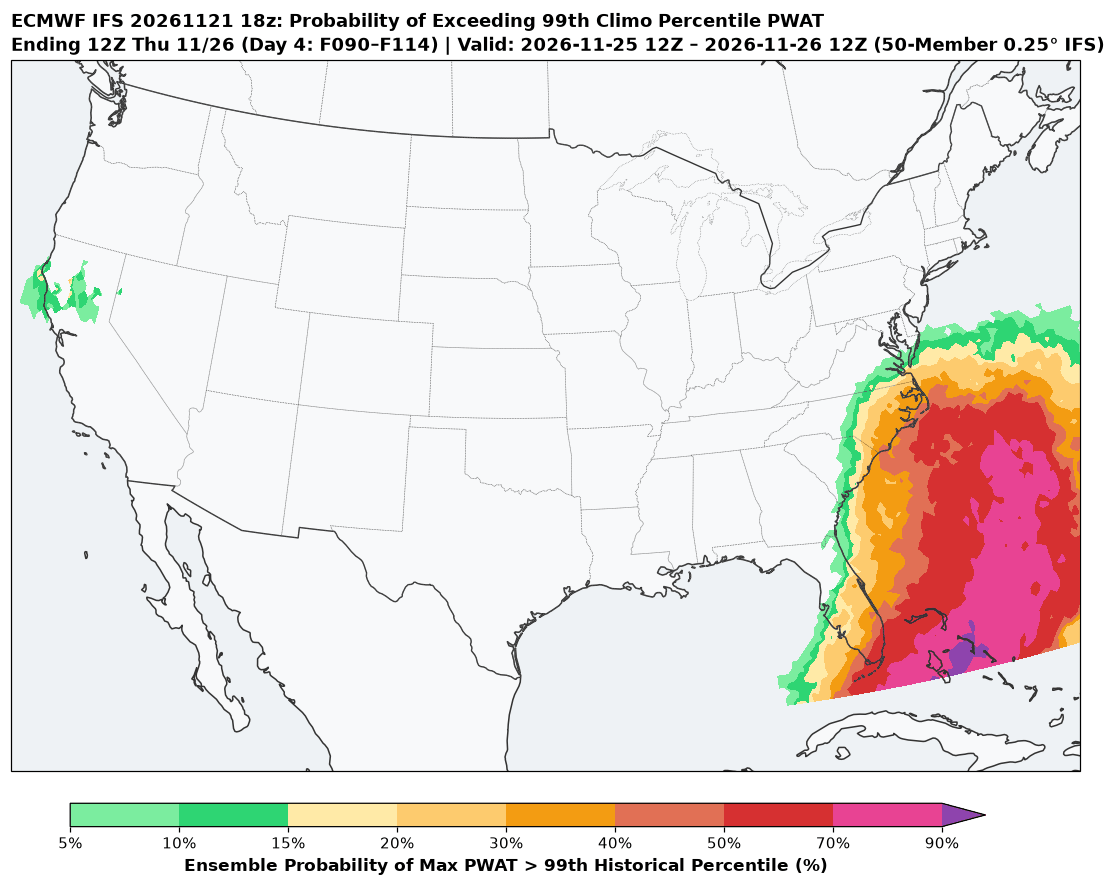 ECMWF IFS 20261121 18z: Probability of Exceeding 99th Climo Percentile PWAT
Ending 12Z Thu 11/26 (Day 4: F090–F114) | Valid: 2026-11-25 12Z – 2026-11-26 12Z (50-Member 0.25° IFS)
5% 10% 15% 20% 30% 40% 50% 70% 90%
Ensemble Probability of Max PWAT > 99th Historical Percentile (%)